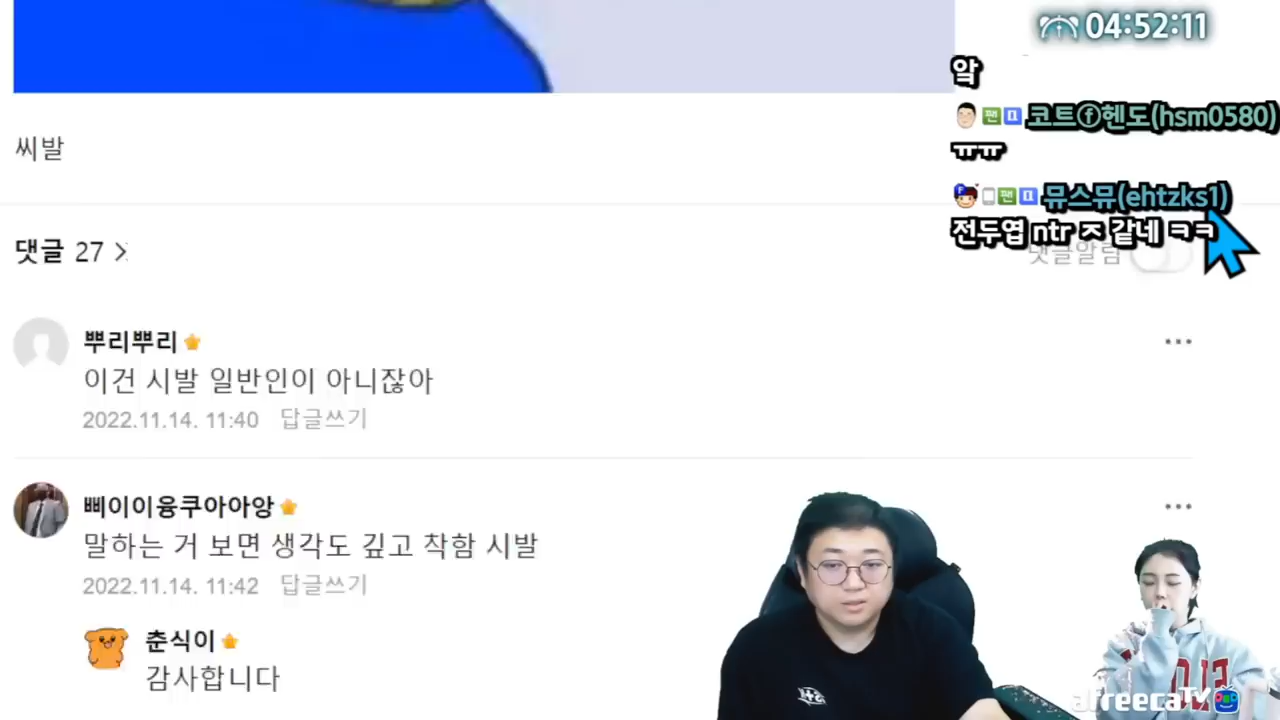 04:52:11
앜
팬 코트ⓕ헨도(hsm0580)
ㅠㅠ
F 팬 뮤스뮤(ehtzks1)
전두엽 ntr ㅈ 같네 ㅋㅋ
씨발
댓글 27
댓글알림
뿌리뿌리
이건 시발 일반인이 아니잖아
2022.11.14. 11:40 답글쓰기
삐이이융쿠아아앙
말하는 거 보면 생각도 깊고 착함 시발
2022.11.14. 11:42 답글쓰기
춘식이
감사합니다
afreecaTV